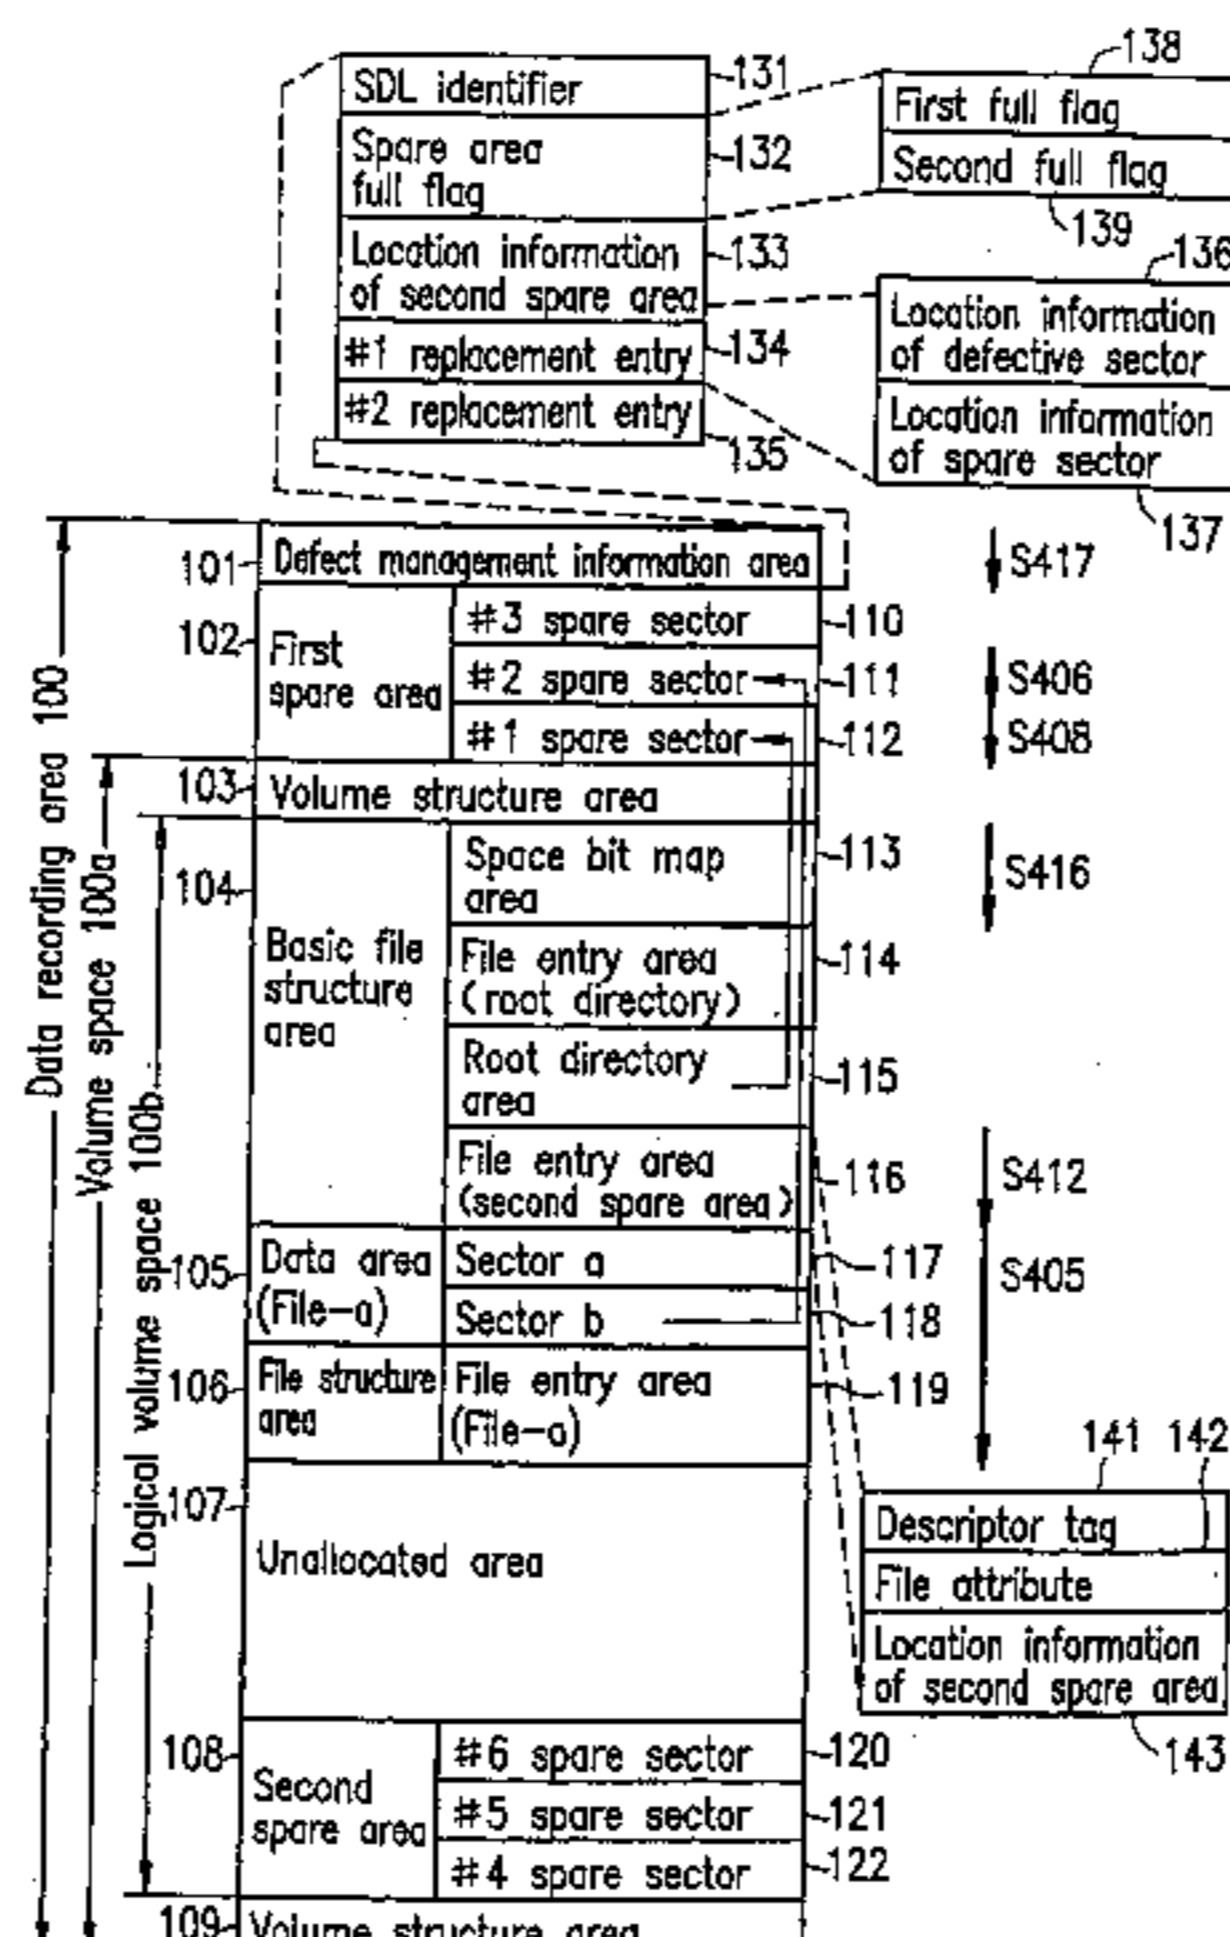 SDL identifier
131
Spare area
full flag
132
Location information
of second spare area
133
#1 replacement entry
134
#2 replacement entry
135
138
First full flag
Second full flag
139
136
Location information
of defective sector
Location information
of spare sector
137
Data recording area 100
Volume space 100a
Logical volume space 100b
101
Defect management information area
S417
102
First
spare area
#3 spare sector
110
#2 spare sector
111
S406
#1 spare sector
112
S408
103
Volume structure area
104
Basic file
structure
area
Space bit map
area
113
S416
File entry area
(root directory)
114
Root directory
area
115
File entry area
(second spare area)
116
S412
105
Data area
(File-a)
Sector a
117
S405
Sector b
118
106
File structure
area
File entry area
(File-a)
119
141 142
Descriptor tag
File attribute
Location information
of second spare area
143
107
Unallocated area
108
Second
spare area
#6 spare sector
120
#5 spare sector
121
#4 spare sector
122
109
Volume structure area